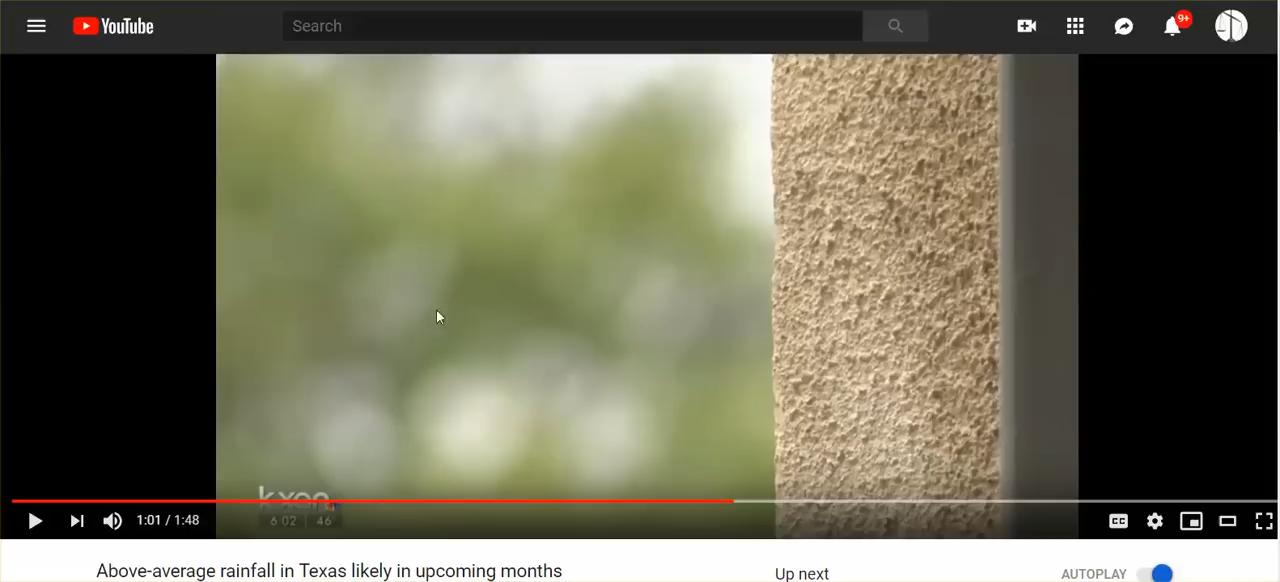 YouTube
Search
9+
kxan
6:02 46
1:01 / 1:48
CC
Above-average rainfall in Texas likely in upcoming months
Up next
AUTOPLAY